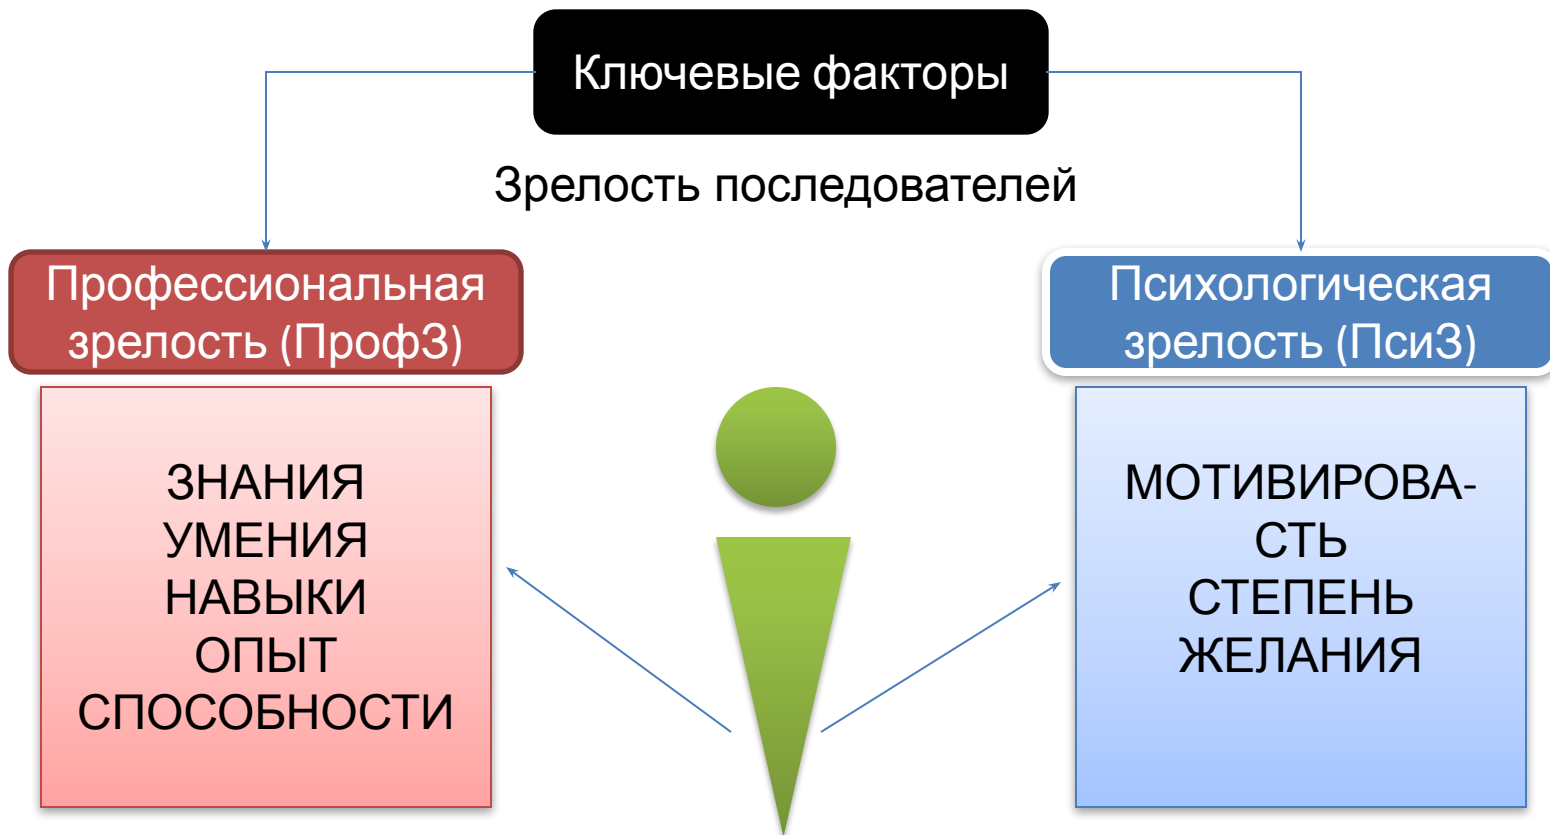 Ключевые факторы
Зрелость последователей
Профессиональная
зрелость (ПрофЗ)
ЗНАНИЯ
УМЕНИЯ
НАВЫКИ
ОПЫТ
СПОСОБНОСТИ
Психологическая
зрелость (ПсиЗ)
МОТИВИРОВА-
СТЬ
СТЕПЕНЬ
ЖЕЛАНИЯ